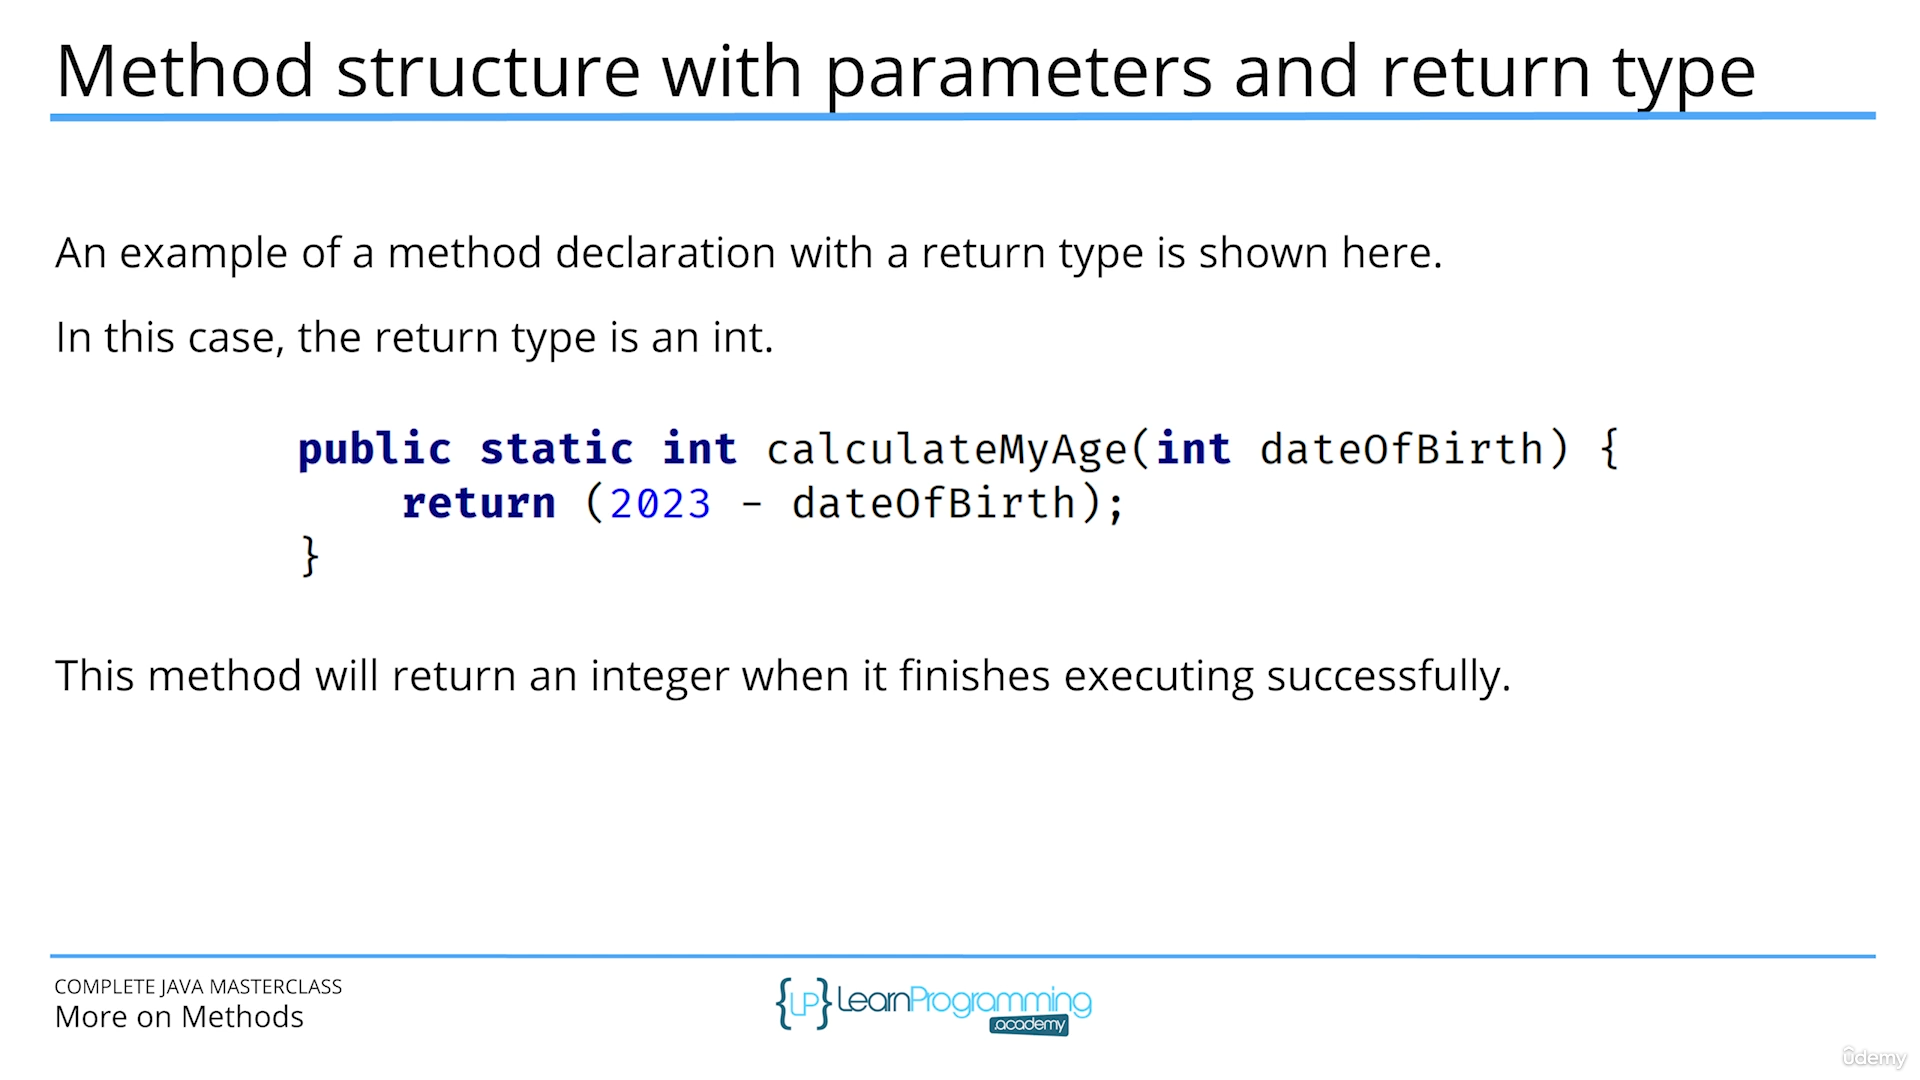 Method structure with parameters and return type
An example of a method declaration with a return type is shown here.
In this case, the return type is an int.
public static int calculateMyAge(int dateOfBirth) {
    return (2023 - dateOfBirth);
}
This method will return an integer when it finishes executing successfully.
COMPLETE JAVA MASTERCLASS
More on Methods
{LP} LearnProgramming
.academy
ûdemy